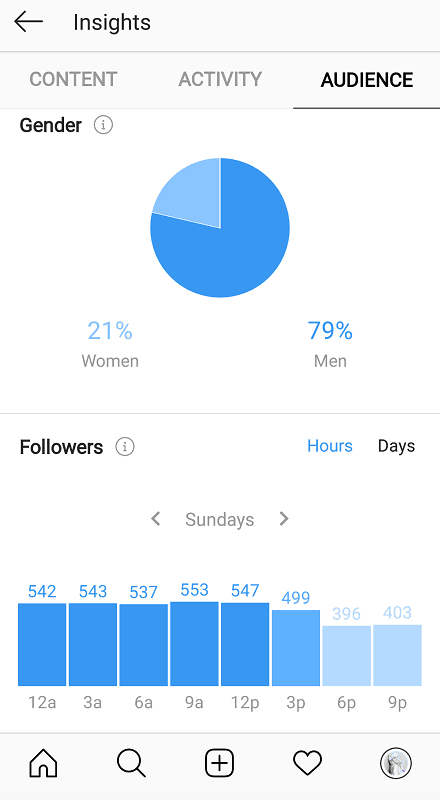 Insights
CONTENT ACTIVITY AUDIENCE
Gender
21% 79%
Women Men
Followers Hours Days
Sundays
542 543 537 553 547 499 396 403
12a 3a 6a 9a 12p 3p 6p 9p